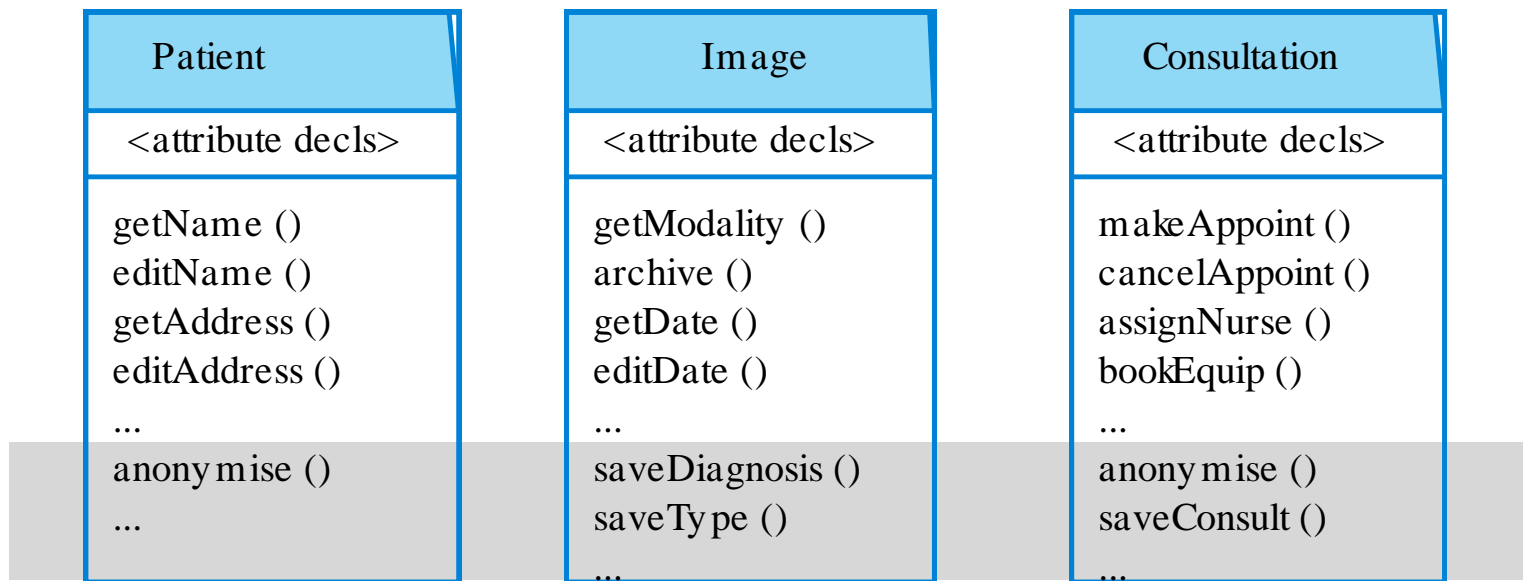 Patient
<attribute decls>
getName ()
editName ()
getAddress ()
editAddress ()
...
anonymise ()
...
Image
<attribute decls>
getModality ()
archive ()
getDate ()
editDate ()
...
saveDiagnosis ()
saveType ()
...
Consultation
<attribute decls>
makeAppoint ()
cancelAppoint ()
assignNurse ()
bookEquip ()
...
anonymise ()
saveConsult ()
...